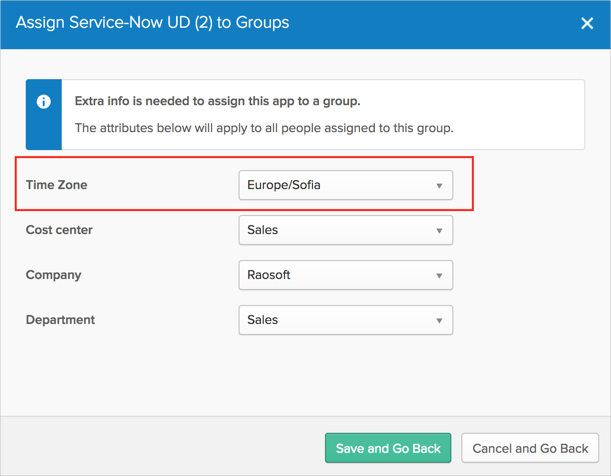 Assign Service-Now UD (2) to Groups
Extra info is needed to assign this app to a group.
The attributes below will apply to all people assigned to this group.
Time Zone Europe/Sofia
Cost center Sales
Company Raosoft
Department Sales
Save and Go Back Cancel and Go Back